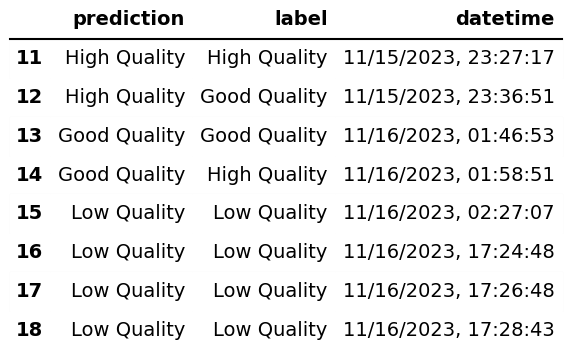 prediction label datetime
11 High Quality High Quality 11/15/2023, 23:27:17
12 High Quality Good Quality 11/15/2023, 23:36:51
13 Good Quality Good Quality 11/16/2023, 01:46:53
14 Good Quality High Quality 11/16/2023, 01:58:51
15 Low Quality Low Quality 11/16/2023, 02:27:07
16 Low Quality Low Quality 11/16/2023, 17:24:48
17 Low Quality Low Quality 11/16/2023, 17:26:48
18 Low Quality Low Quality 11/16/2023, 17:28:43